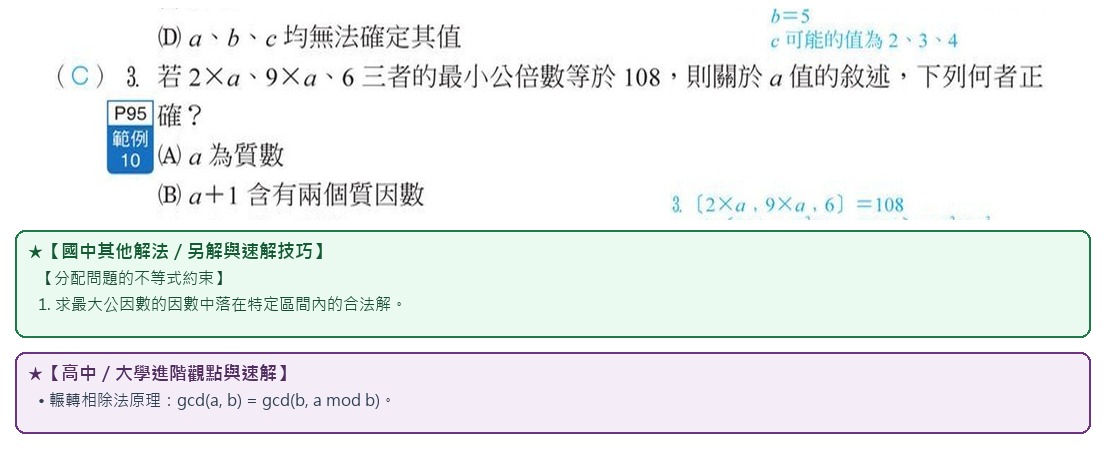 (D) a、b、c 均無法確定其值
b=5
c 可能的值為 2、3、4
( C ) 3. 若 2×a、9×a、6 三者的最小公倍數等於 108，則關於 a 值的敘述，下列何者正
確？
P95
範例
10
(A) a 為質數
(B) a+1 含有兩個質因數
3.〔2×a , 9×a , 6〕=108
★【國中其他解法 / 另解與速解技巧】
【分配問題的不等式約束】
1. 求最大公因數的因數中落在特定區間內的合法解。
★【高中 / 大學進階觀點與速解】
• 輾轉相除法原理：gcd(a, b) = gcd(b, a mod b)。